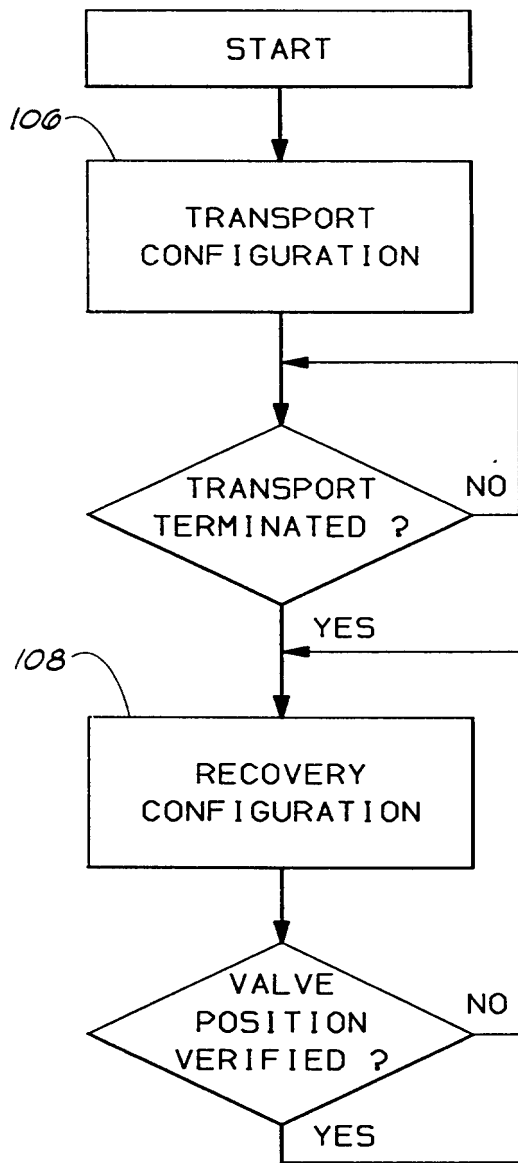 START
106
TRANSPORT
CONFIGURATION
TRANSPORT
TERMINATED ?
NO
YES
108
RECOVERY
CONFIGURATION
VALVE
POSITION
VERIFIED ?
NO
YES